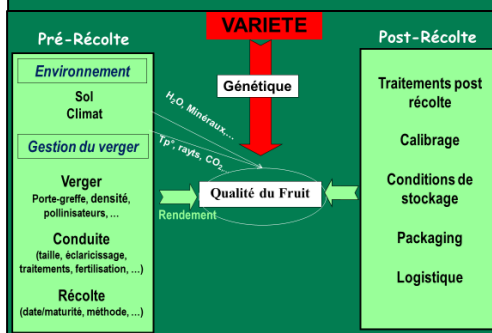 VARIETE
Pré-Récolte
Environnement
Sol
Climat
Gestion du verger
Verger
Porte-greffe, densité,
pollinisateurs, ...
Conduite
(taille, éclaricissage,
traitements, fertilisation, ...)
Récolte
(date/maturité, méthode, ...)
Génétique
H2O, Minéraux,...
Tp°, rayts, CO2...
Qualité du Fruit
Rendement
Post-Récolte
Traitements post
récolte
Calibrage
Conditions de
stockage
Packaging
Logistique